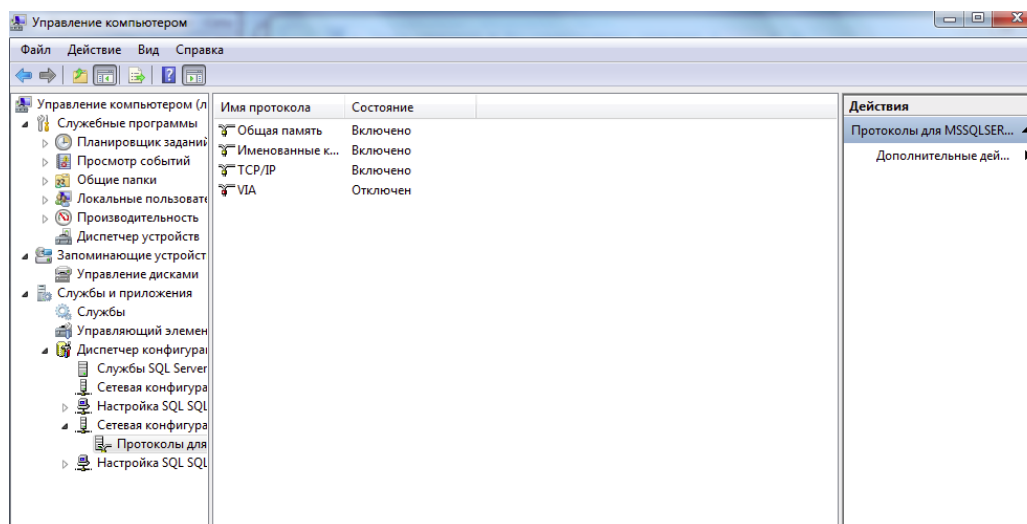 Управление компьютером
Файл Действие Вид Справка
Управление компьютером (л
Служебные программы
Планировщик заданий
Просмотр событий
Общие папки
Локальные пользовате
Производительность
Диспетчер устройств
Запоминающие устройст
Управление дисками
Службы и приложения
Службы
Управляющий элемен
Диспетчер конфигура
Службы SQL Server
Сетевая конфигура
Настройка SQL SQL
Сетевая конфигура
Протоколы для
Настройка SQL SQL
Имя протокола Состояние
Общая память Включено
Именованные к... Включено
TCP/IP Включено
VIA Отключен
Действия
Протоколы для MSSQLSER...
Дополнительные дей...